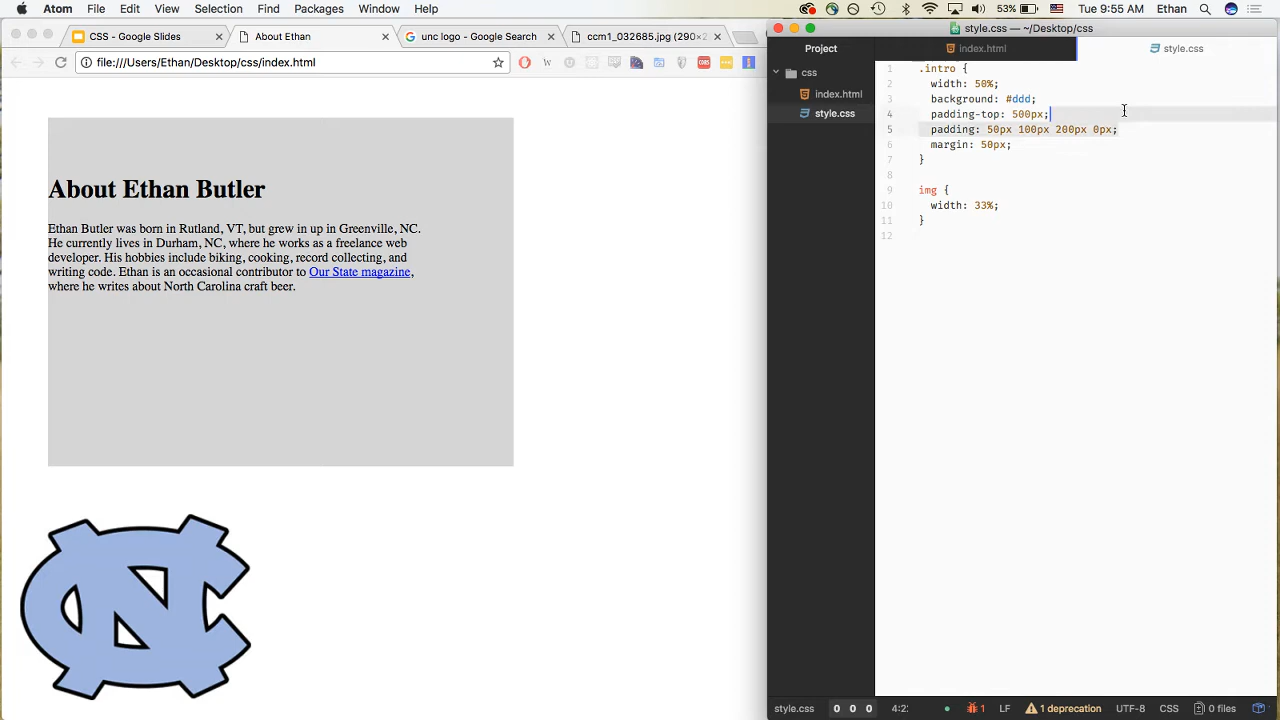 Atom File Edit View Selection Find Packages Window Help
53% Tue 9:55 AM Ethan
CSS - Google Slides
About Ethan
unc logo - Google Search
ccm1_032685.jpg (290×2
file:///Users/Ethan/Desktop/css/index.html
About Ethan Butler
Ethan Butler was born in Rutland, VT, but grew in up in Greenville, NC.
He currently lives in Durham, NC, where he works as a freelance web
developer. His hobbies include biking, cooking, record collecting, and
writing code. Ethan is an occasional contributor to Our State magazine,
where he writes about North Carolina craft beer.
NC
style.css — ~/Desktop/css
Project
css
index.html
style.css
index.html
style.css
1 .intro {
2 width: 50%;
3 background: #ddd;
4 padding-top: 500px;
5 padding: 50px 100px 200px 0px;
6 margin: 50px;
7 }
8
9 img {
10 width: 33%;
11 }
12
style.css 0 0 0 4:2 1 LF 1 deprecation UTF-8 CSS 0 files